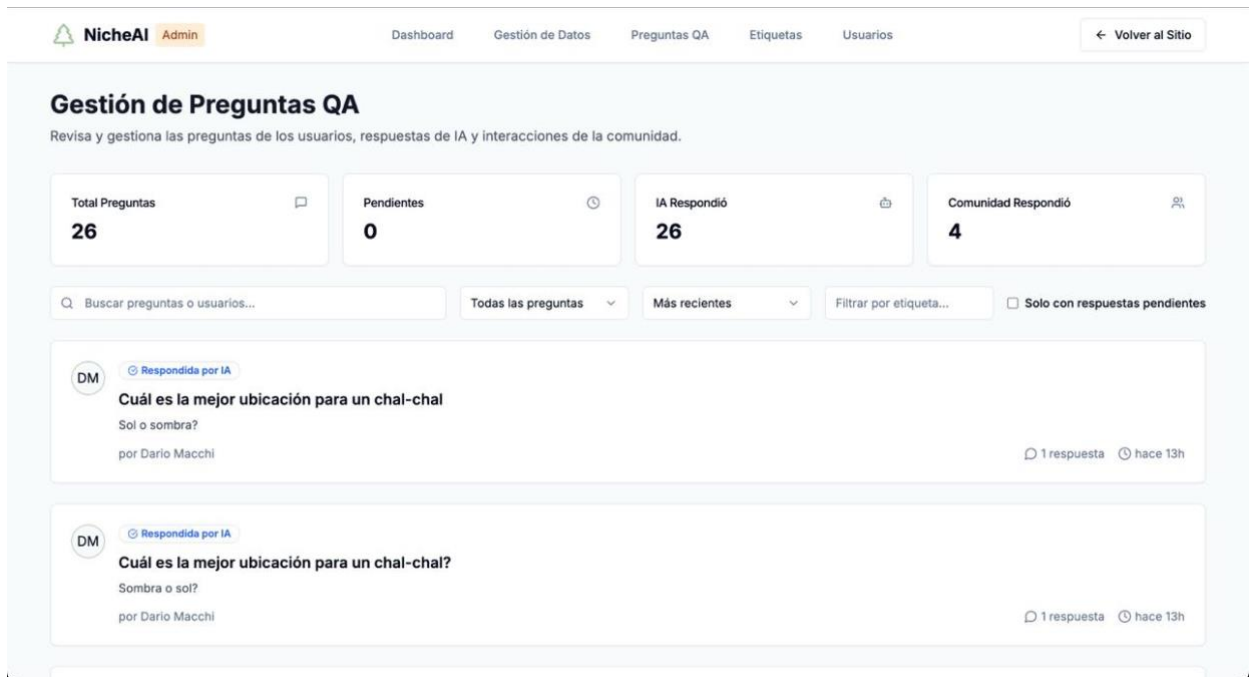 NicheAI Admin Dashboard Gestión de Datos Preguntas QA Etiquetas Usuarios ← Volver al Sitio
Gestión de Preguntas QA
Revisa y gestiona las preguntas de los usuarios, respuestas de IA y interacciones de la comunidad.
Total Preguntas Pendientes IA Respondió Comunidad Respondió
26 0 26 4
Buscar preguntas o usuarios... Todas las preguntas Más recientes Filtrar por etiqueta... Solo con respuestas pendientes
DM Respondida por IA
Cuál es la mejor ubicación para un chal-chal
Sol o sombra?
por Dario Macchi 1 respuesta hace 13h
DM Respondida por IA
Cuál es la mejor ubicación para un chal-chal?
Sombra o sol?
por Dario Macchi 1 respuesta hace 13h